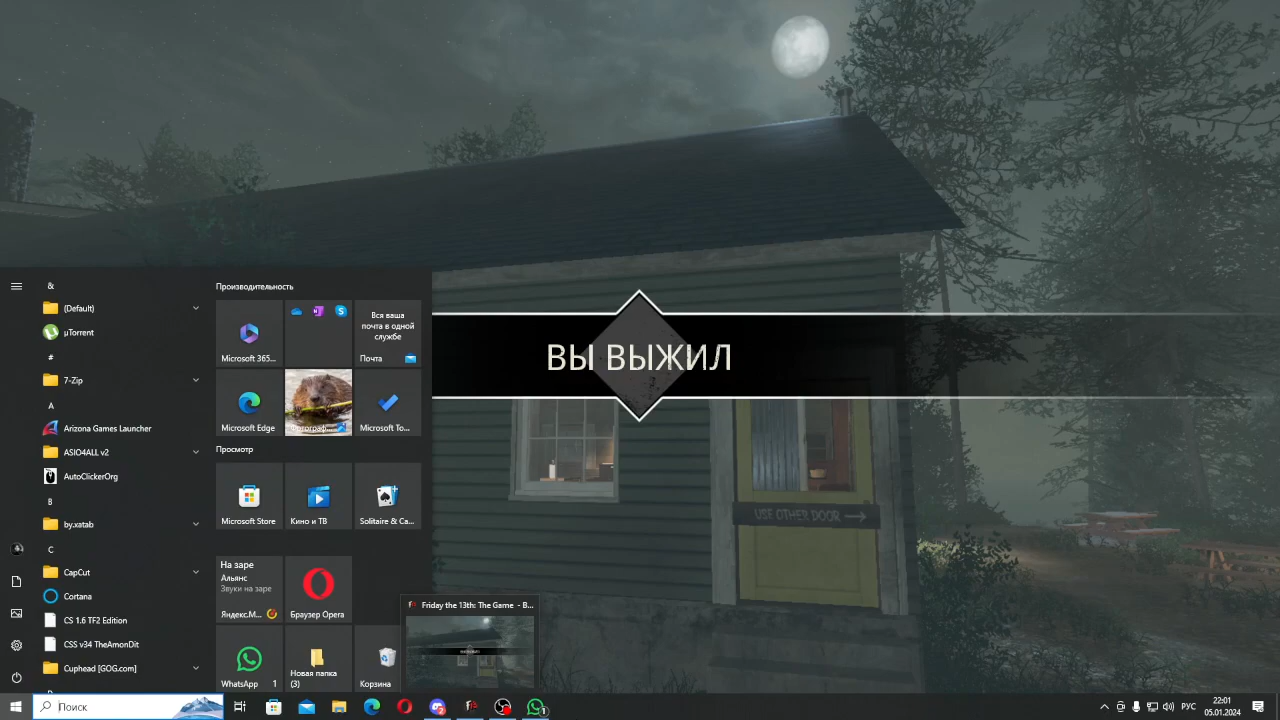 ВЫ ВЫЖИЛ
USE OTHER DOOR
&
(Default)
µTorrent
#
7-Zip
A
Arizona Games Launcher
ASIO4ALL v2
AutoClickerOrg
B
by.xatab
C
CapCut
Cortana
CS 1.6 TF2 Edition
CSS v34 TheAmonDit
Cuphead [GOG.com]
Производительность
Microsoft 365...
Вся ваша
почта в одной
службе
Почта
Microsoft Edge
Microsoft To...
Просмотр
Microsoft Store
Кино и ТВ
Solitaire & Ca...
На заре
Альянс
Звуки на заре
Яндекс.М...
Браузер Opera
WhatsApp 1
Новая папка
(3)
Корзина
Friday the 13th: The Game - B...
Поиск
РУС
22:01
05.01.2024